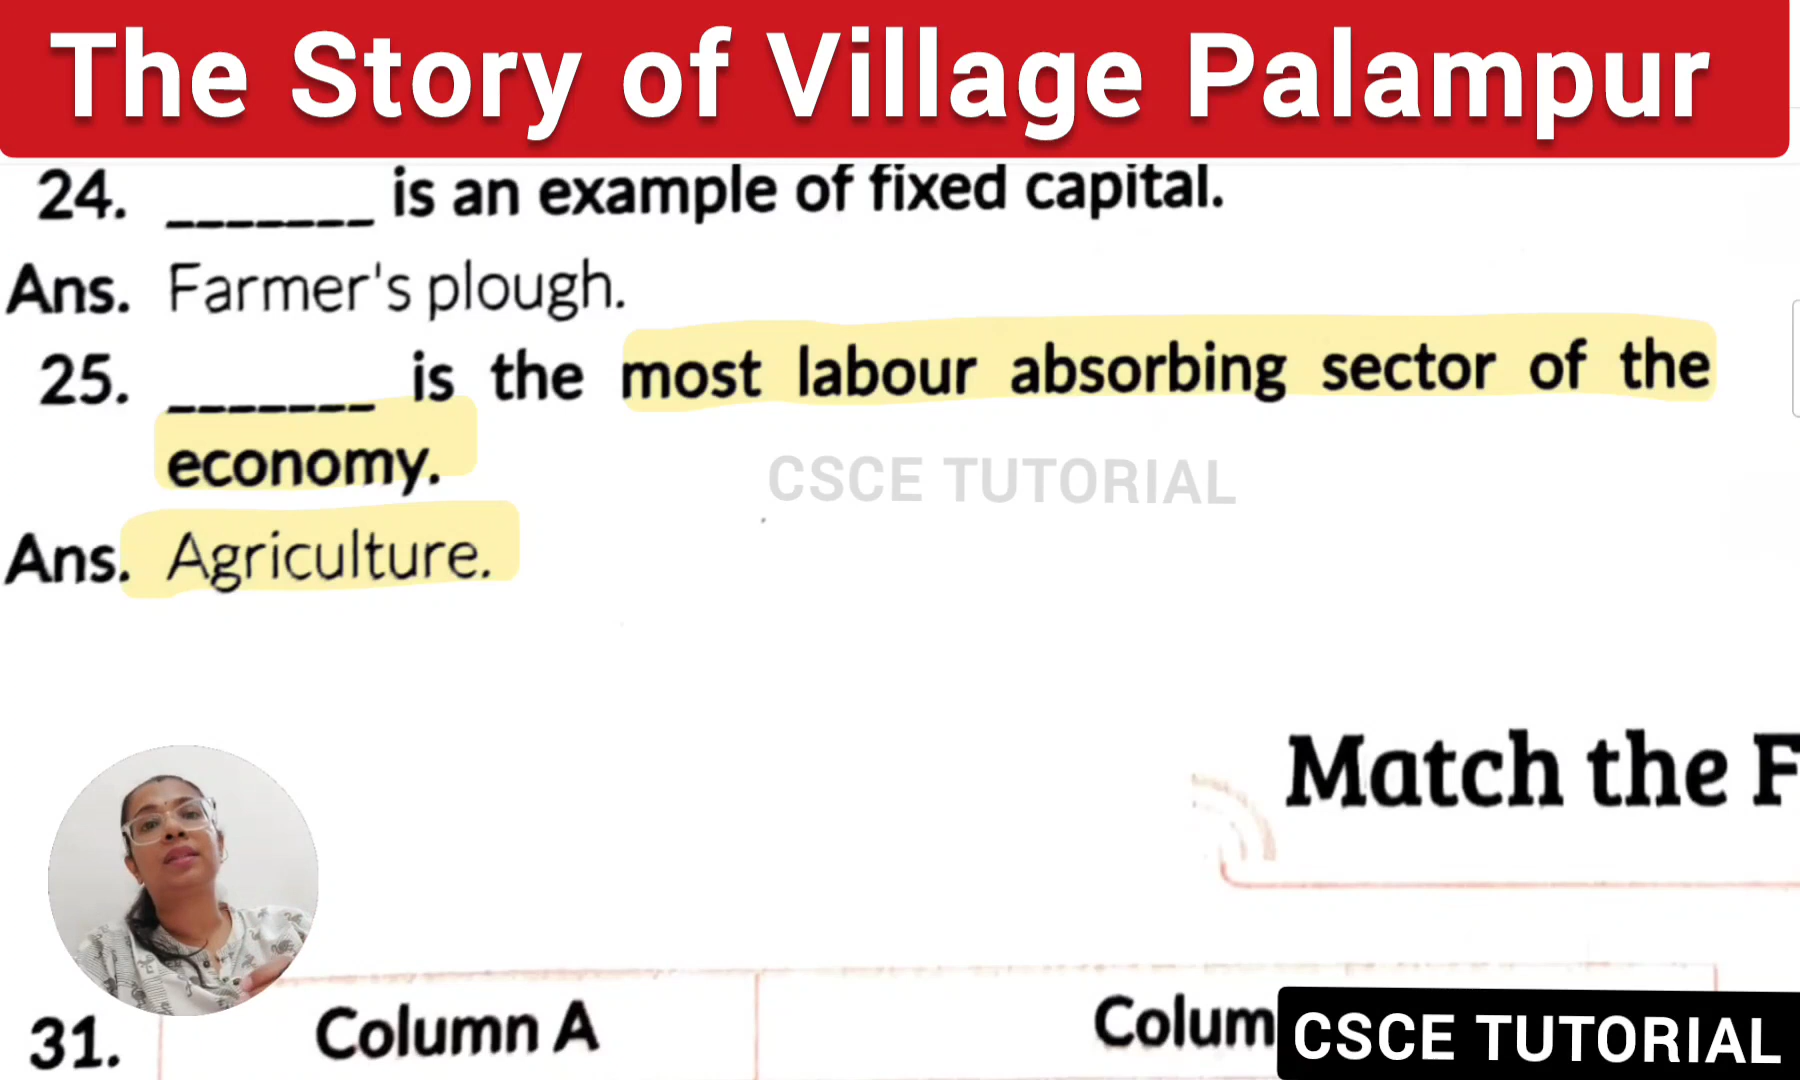 The Story of Village Palampur
24. _______ is an example of fixed capital.
Ans. Farmer's plough.
25. _______ is the most labour absorbing sector of the
economy.
CSCE TUTORIAL
Ans. Agriculture.
Match the F
31. Column A Colum
CSCE TUTORIAL